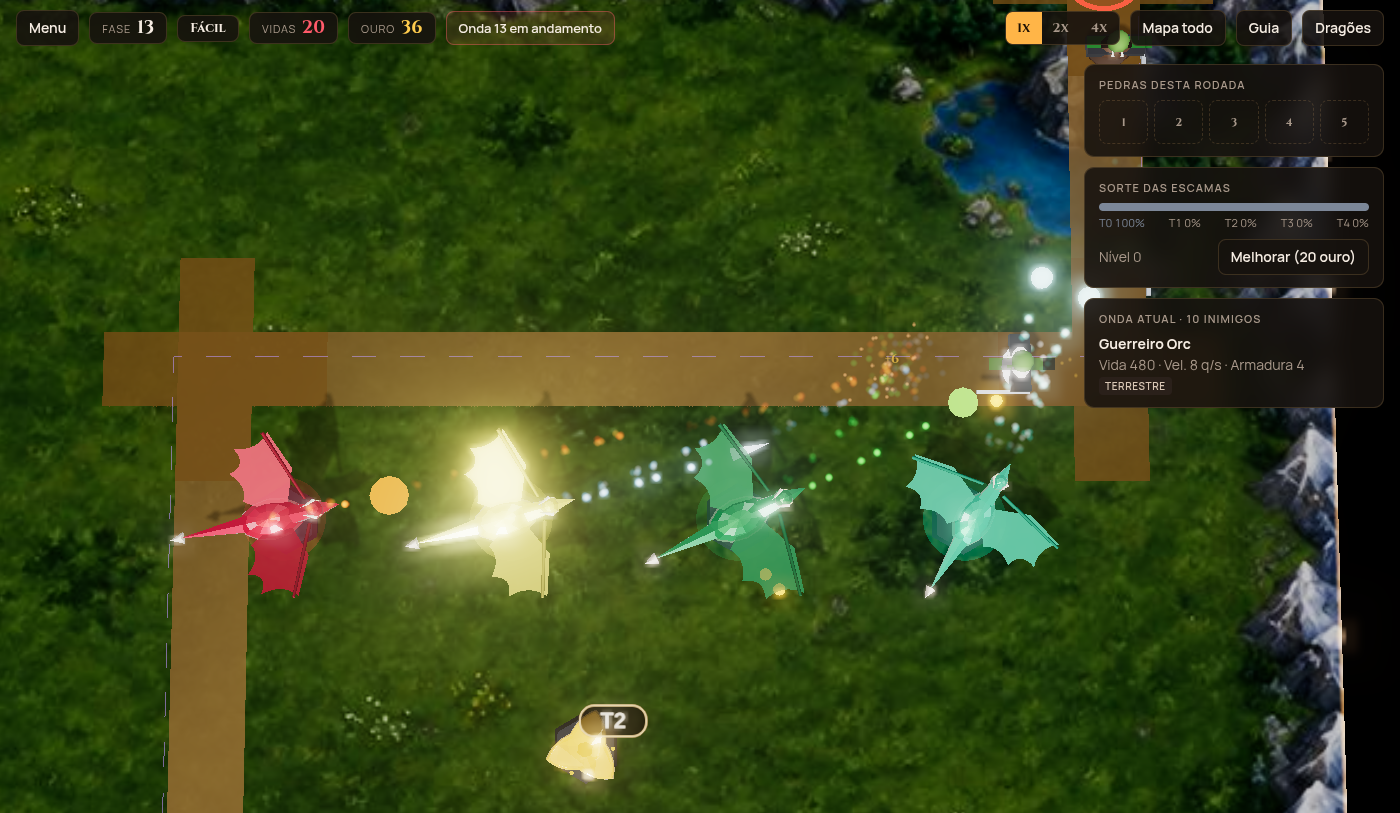 Menu
FASE 13
FÁCIL
VIDAS 20
OURO 36
Onda 13 em andamento
1X 2X 4X
Mapa todo
Guia
Dragões
PEDRAS DESTA RODADA
1 2 3 4 5
SORTE DAS ESCAMAS
T0 100% T1 0% T2 0% T3 0% T4 0%
Nível 0
Melhorar (20 ouro)
ONDA ATUAL · 10 INIMIGOS
Guerreiro Orc
Vida 480 · Vel. 8 q/s · Armadura 4
TERRESTRE
T2